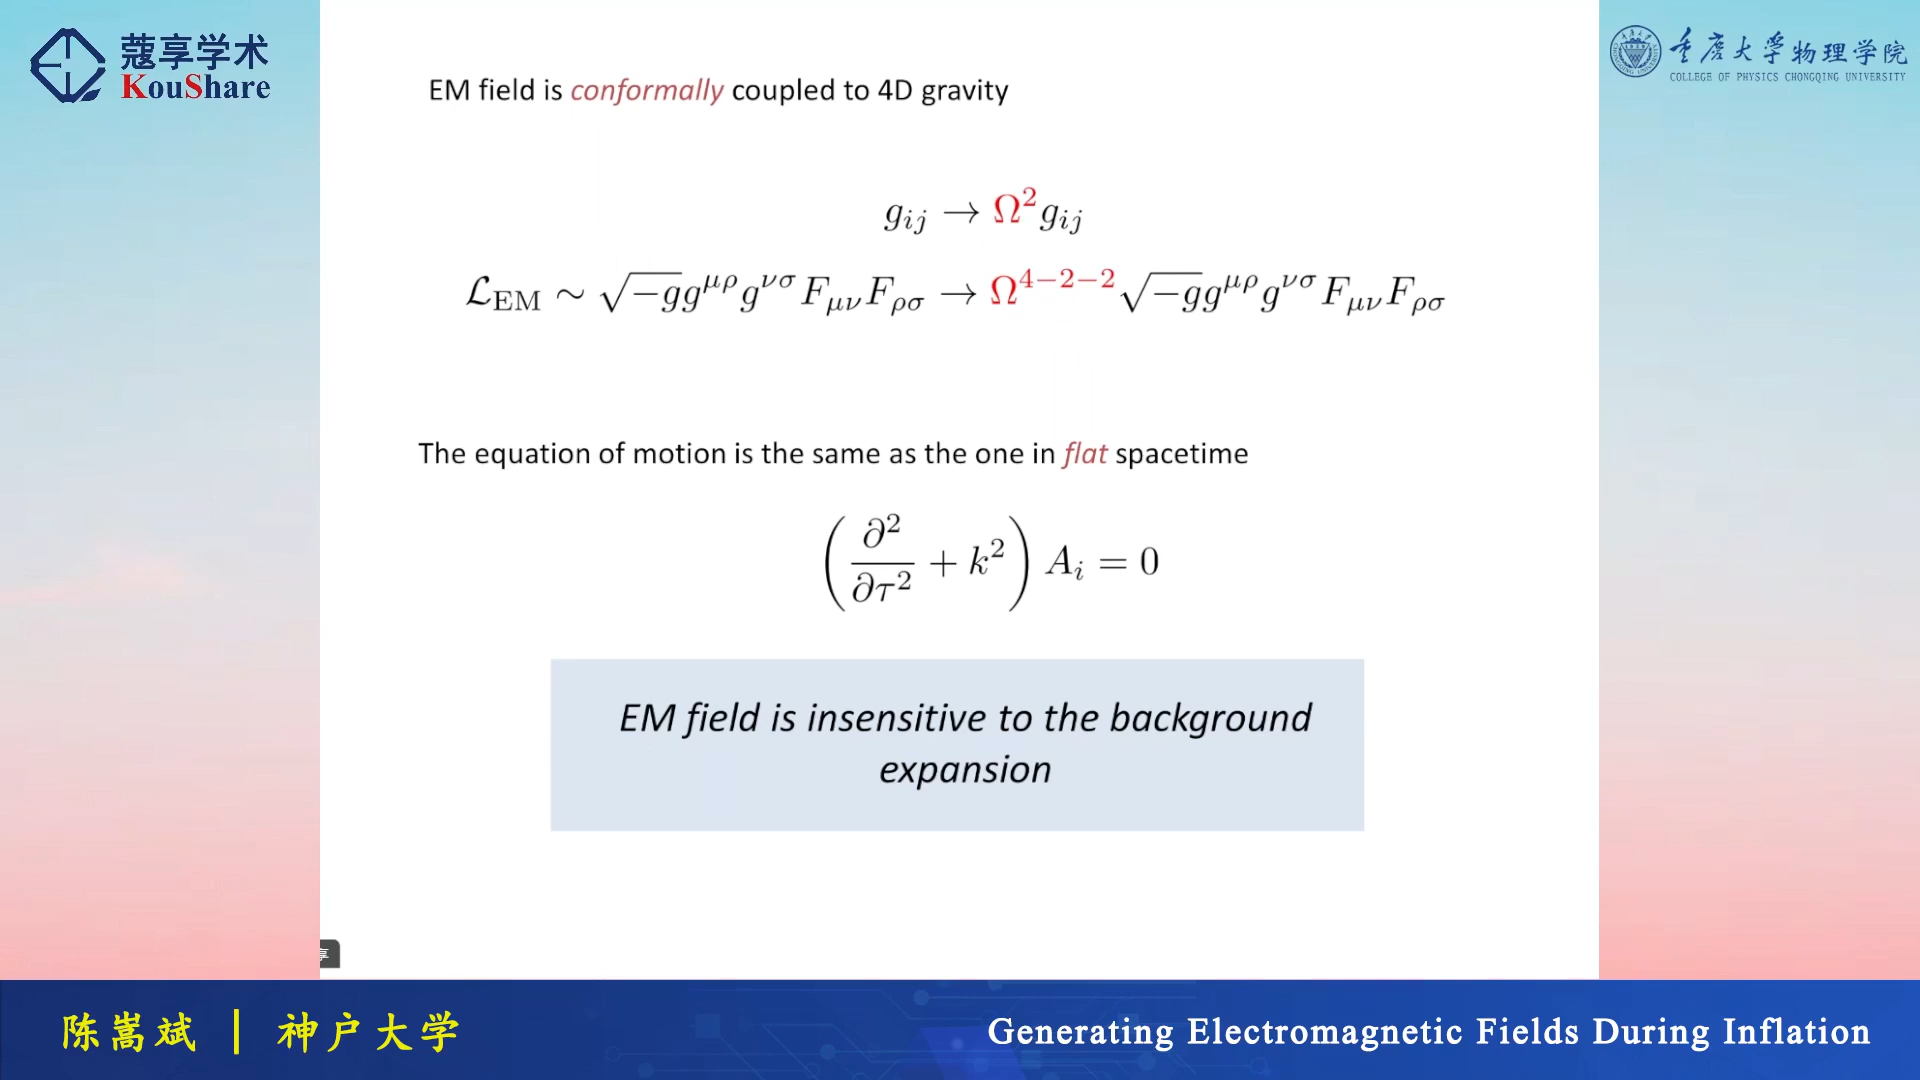 蔻享学术
KouShare
重庆大学物理学院
COLLEGE OF PHYSICS CHONGQING UNIVERSITY
EM field is conformally coupled to 4D gravity
g_{ij} → Ω^2 g_{ij}
ℒ_{EM} ∼ √−g g^{μρ} g^{νσ} F_{μν} F_{ρσ} → Ω^{4−2−2} √−g g^{μρ} g^{νσ} F_{μν} F_{ρσ}
The equation of motion is the same as the one in flat spacetime
(∂^2/∂τ^2 + k^2) A_i = 0
EM field is insensitive to the background
expansion
享
陈嵩斌 | 神户大学
Generating Electromagnetic Fields During Inflation